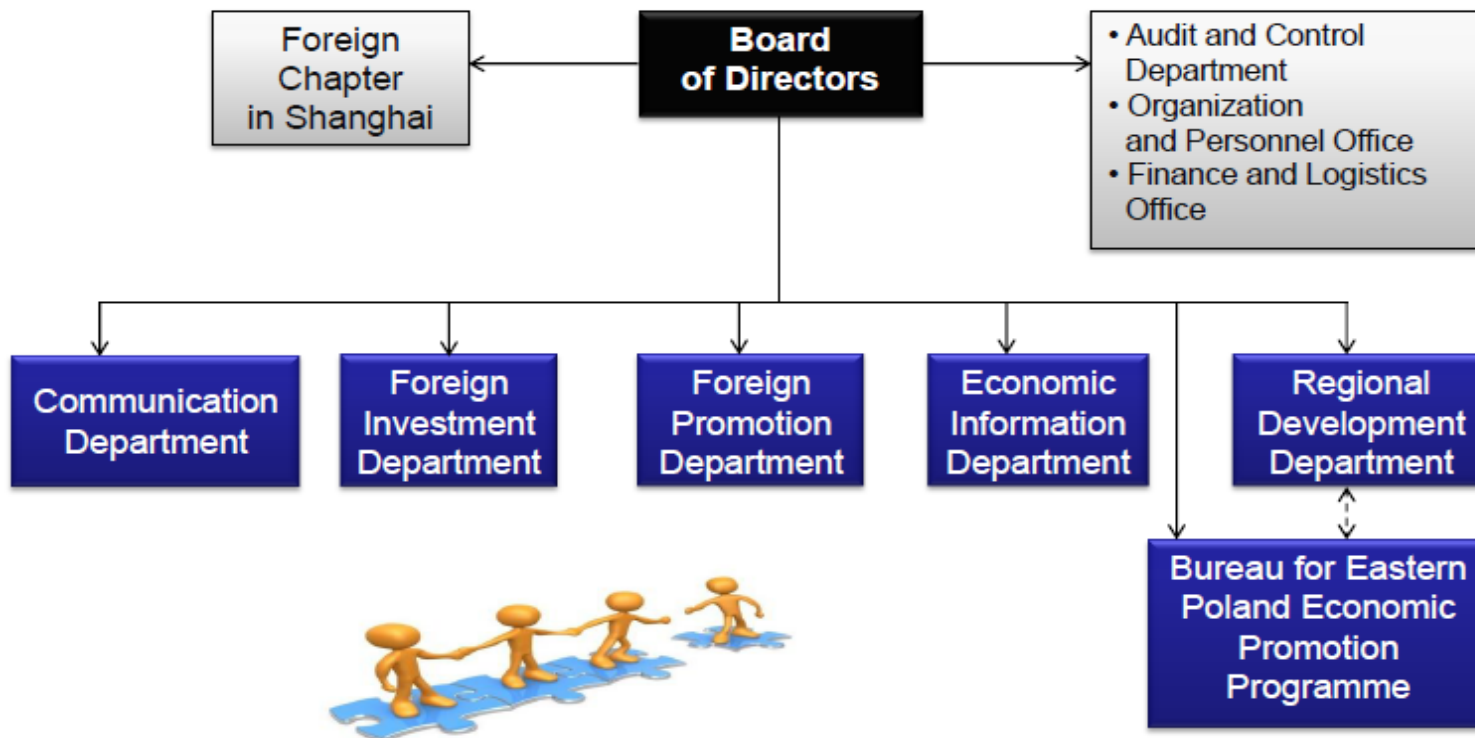 Foreign
Chapter
in Shanghai
Board
of Directors
• Audit and Control
Department
• Organization
and Personnel Office
• Finance and Logistics
Office
Communication
Department
Foreign
Investment
Department
Foreign
Promotion
Department
Economic
Information
Department
Regional
Development
Department
Bureau for Eastern
Poland Economic
Promotion
Programme